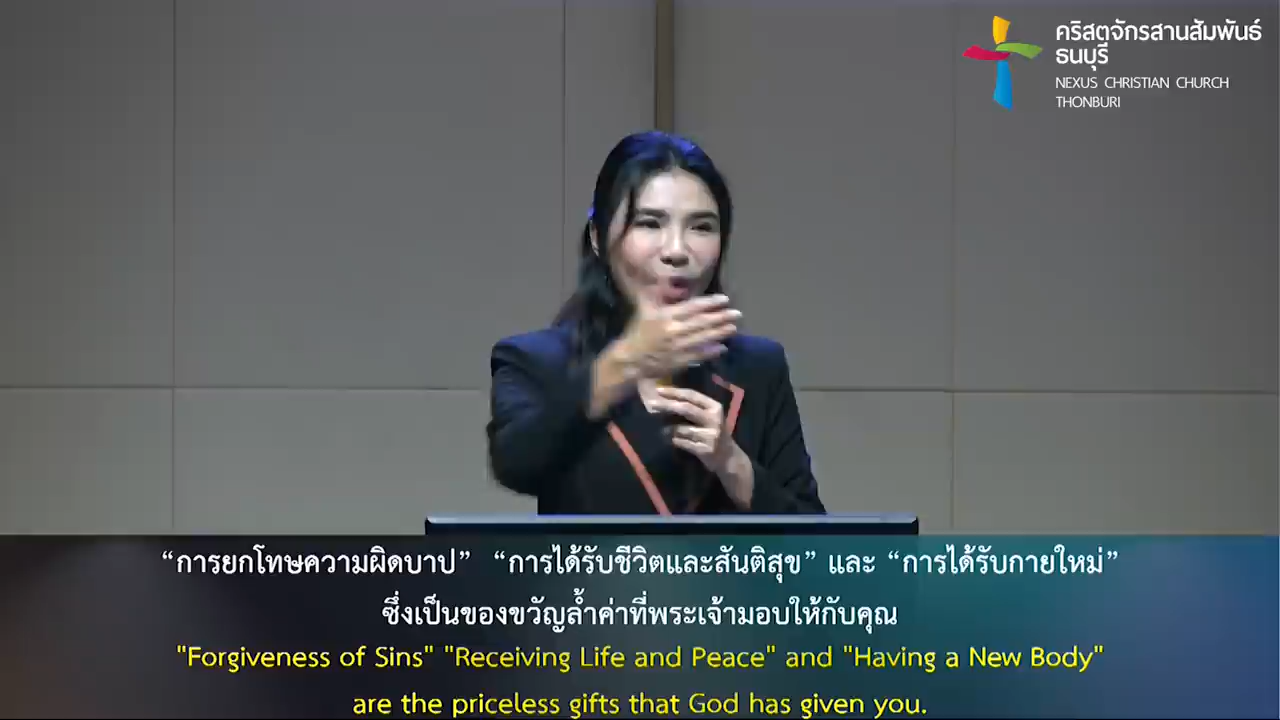 คริสตจักรสานสัมพันธ์
ธนบุรี
NEXUS CHRISTIAN CHURCH
THONBURI
“การยกโทษความผิดบาป” “การได้รับชีวิตและสันติสุข” และ “การได้รับกายใหม่”
ซึ่งเป็นของขวัญล้ำค่าที่พระเจ้ามอบให้กับคุณ
"Forgiveness of Sins" "Receiving Life and Peace" and "Having a New Body"
are the priceless gifts that God has given you.